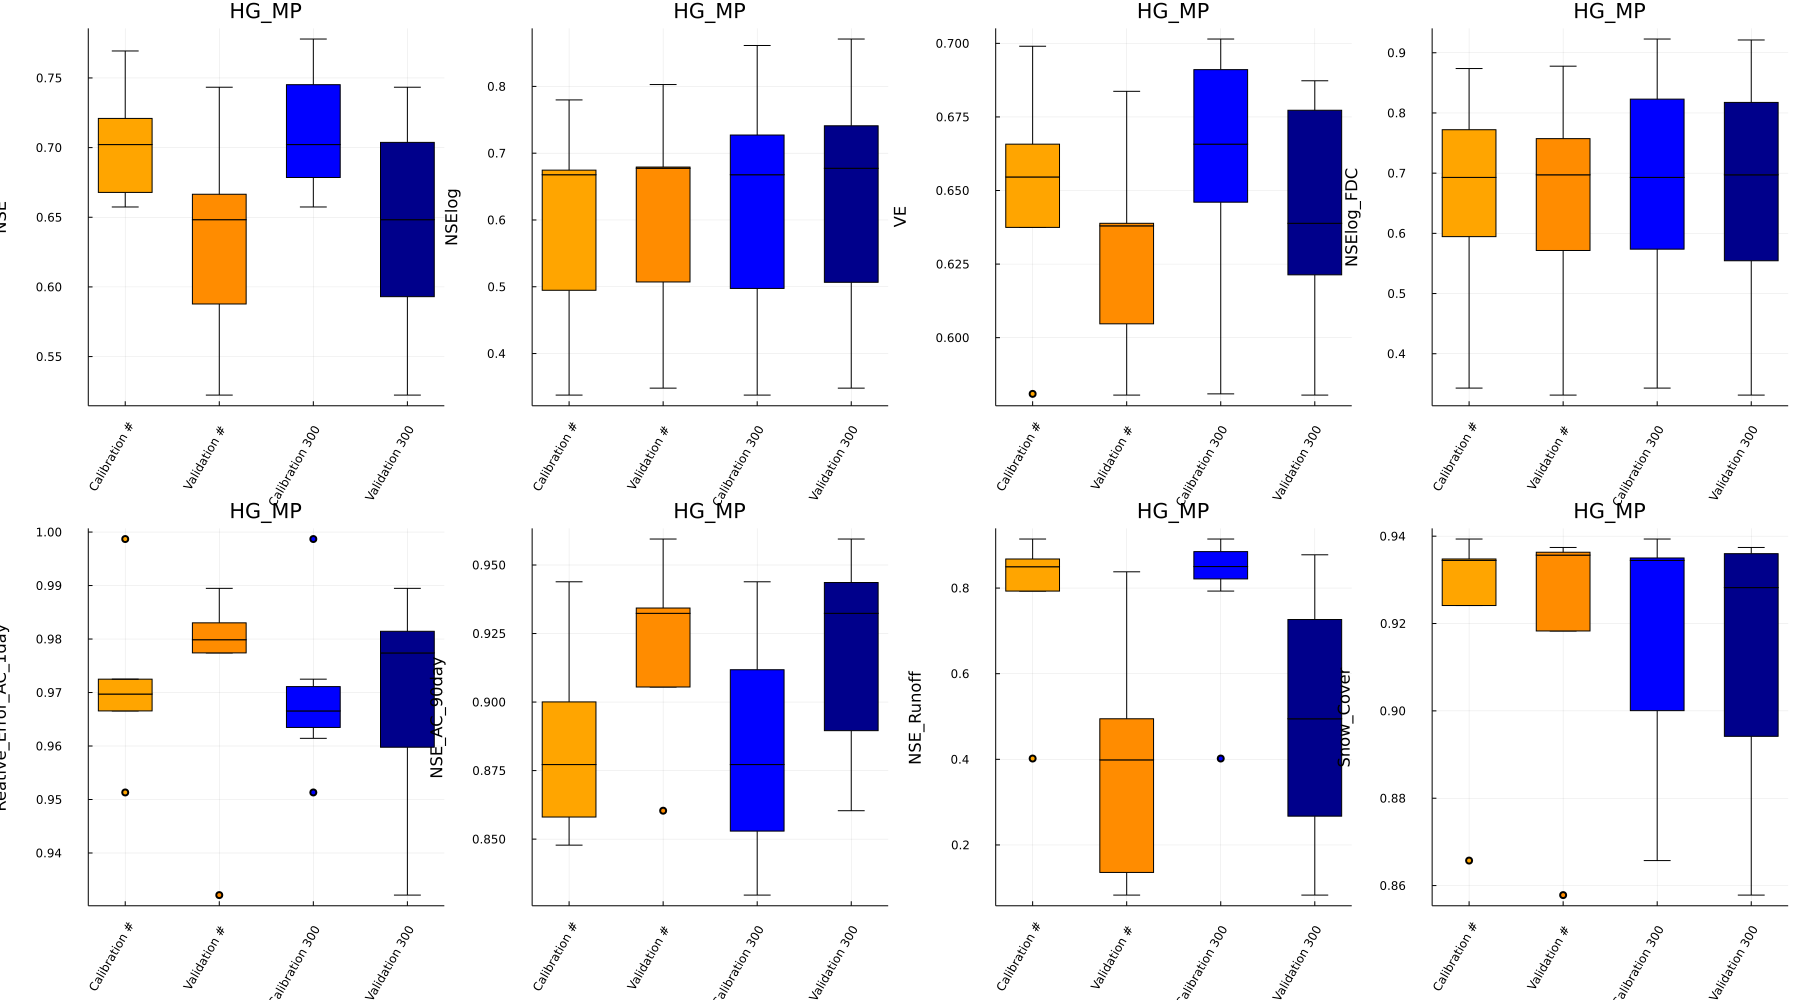 HG_MP
HG_MP
HG_MP
HG_MP
NSE
0.75
0.70
0.65
0.60
0.55
Calibration #
Validation #
Calibration 300
Validation 300
NSElog
0.8
0.7
0.6
0.5
0.4
Calibration #
Validation #
Calibration 300
Validation 300
VE
0.700
0.675
0.650
0.625
0.600
Calibration #
Validation #
Calibration 300
Validation 300
NSElog_FDC
0.9
0.8
0.7
0.6
0.5
0.4
Calibration #
Validation #
Calibration 300
Validation 300
HG_MP
HG_MP
HG_MP
HG_MP
Reative_Error_AC_1day
1.00
0.99
0.98
0.97
0.96
0.95
0.94
Calibration #
Validation #
Calibration 300
Validation 300
NSE_AC_90day
0.950
0.925
0.900
0.875
0.850
Calibration #
Validation #
Calibration 300
Validation 300
NSE_Runoff
0.8
0.6
0.4
0.2
Calibration #
Validation #
Calibration 300
Validation 300
Snow_Cover
0.94
0.92
0.90
0.88
0.86
Calibration #
Validation #
Calibration 300
Validation 300